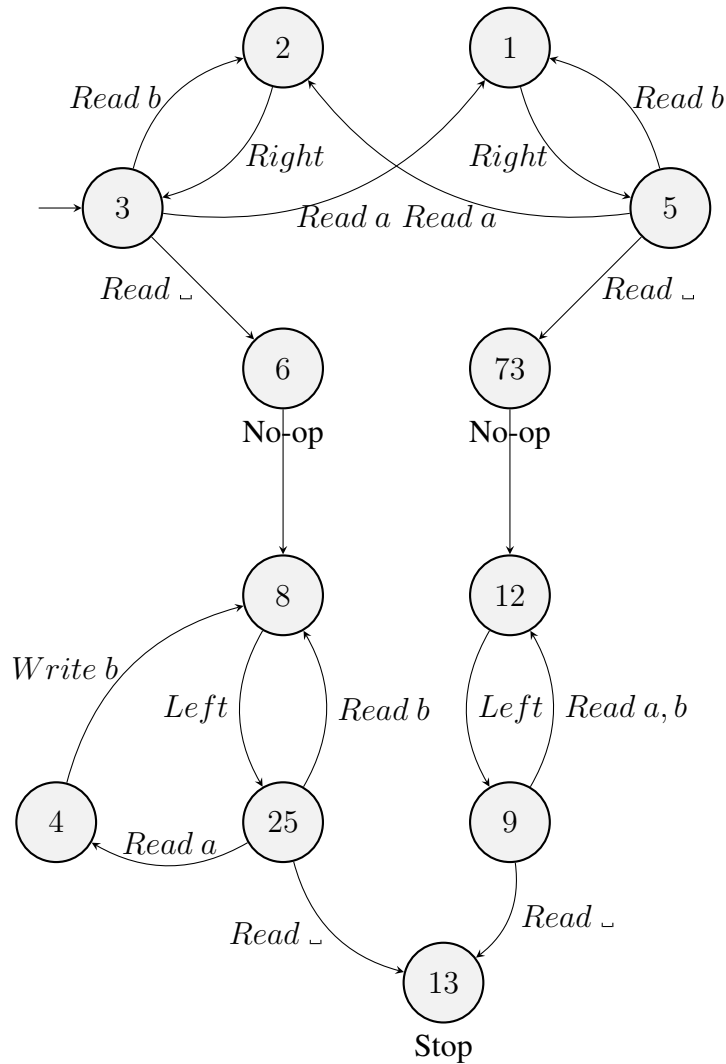 2 1
Read b Read b
Right Right
3 5
Read a Read a
Read ␣ Read ␣
6 73
No-op No-op
8 12
Write b
Left Read b Left Read a, b
4 25 9
Read a
Read ␣ Read ␣
13
Stop